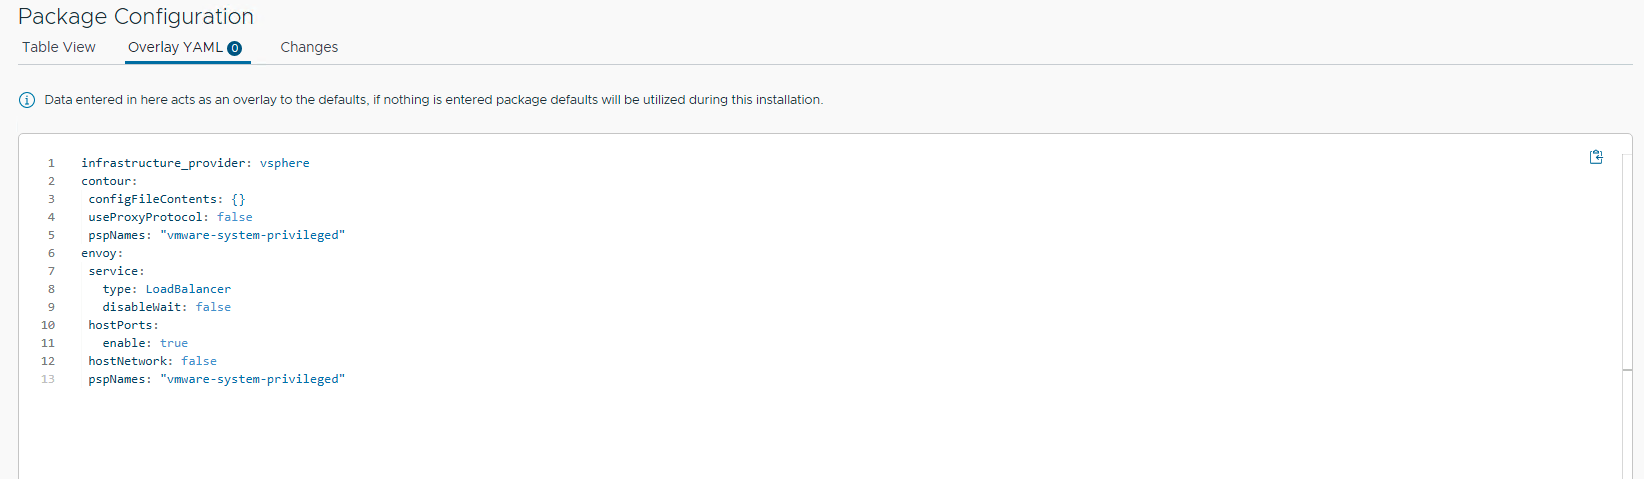 Package Configuration
Table View Overlay YAML 0 Changes
Data entered in here acts as an overlay to the defaults, if nothing is entered package defaults will be utilized during this installation.
1 infrastructure_provider: vsphere
2 contour:
3  configFileContents: {}
4  useProxyProtocol: false
5  pspNames: "vmware-system-privileged"
6 envoy:
7  service:
8    type: LoadBalancer
9    disableWait: false
10  hostPorts:
11    enable: true
12  hostNetwork: false
13  pspNames: "vmware-system-privileged"